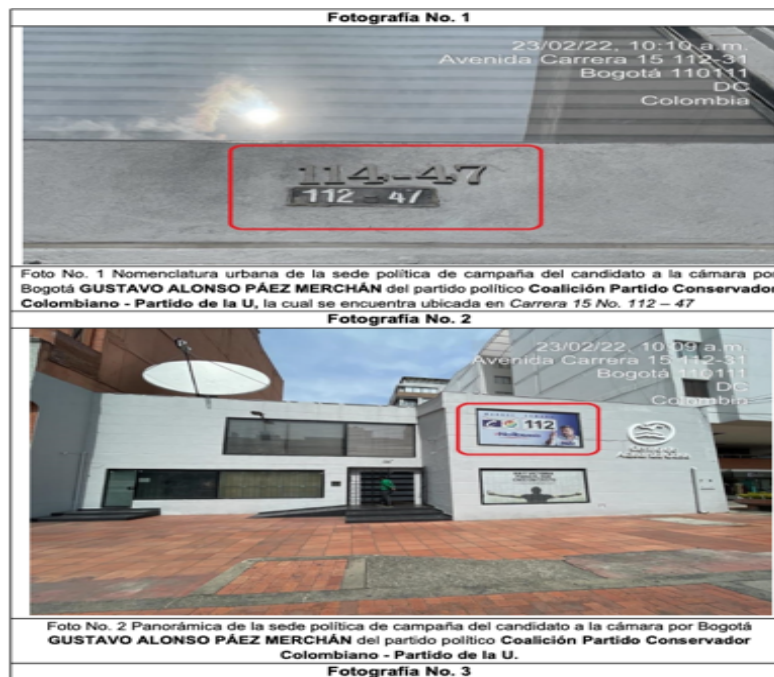 Fotografía No. 1
23/02/22, 10:10 a.m.
Avenida Carrera 15 112-31
Bogotá 110111
DC
Colombia
114-47
112 - 47
Foto No. 1 Nomenclatura urbana de la sede política de campaña del candidato a la cámara por
Bogotá GUSTAVO ALONSO PÁEZ MERCHÁN del partido político Coalición Partido Conservador
Colombiano - Partido de la U, la cual se encuentra ubicada en Carrera 15 No. 112 – 47
Fotografía No. 2
23/02/22, 10:09 a.m.
Avenida Carrera 15 112-31
Bogotá 110111
DC
Colombia
112
Foto No. 2 Panorámica de la sede política de campaña del candidato a la cámara por Bogotá
GUSTAVO ALONSO PÁEZ MERCHÁN del partido político Coalición Partido Conservador
Colombiano - Partido de la U.
Fotografía No. 3